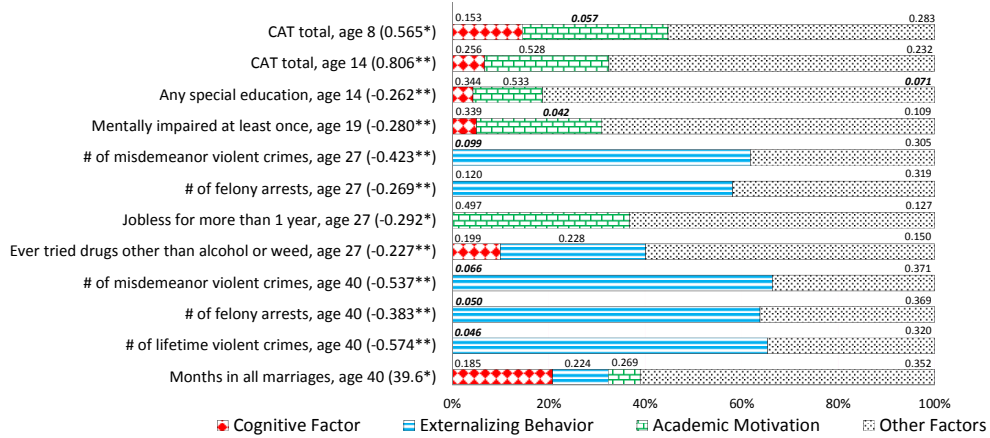 0.153 0.057 0.283
CAT total, age 8 (0.565*)
0.256 0.528 0.232
CAT total, age 14 (0.806**)
0.344 0.533 0.071
Any special education, age 14 (-0.262**)
0.339 0.042 0.109
Mentally impaired at least once, age 19 (-0.280**)
0.099 0.305
# of misdemeanor violent crimes, age 27 (-0.423**)
0.120 0.319
# of felony arrests, age 27 (-0.269**)
0.497 0.127
Jobless for more than 1 year, age 27 (-0.292*)
0.199 0.228 0.150
Ever tried drugs other than alcohol or weed, age 27 (-0.227**)
0.066 0.371
# of misdemeanor violent crimes, age 40 (-0.537**)
0.050 0.369
# of felony arrests, age 40 (-0.383**)
0.046 0.320
# of lifetime violent crimes, age 40 (-0.574**)
0.185 0.224 0.269 0.352
Months in all marriages, age 40 (39.6*)
0% 20% 40% 60% 80% 100%
Cognitive Factor Externalizing Behavior Academic Motivation Other Factors